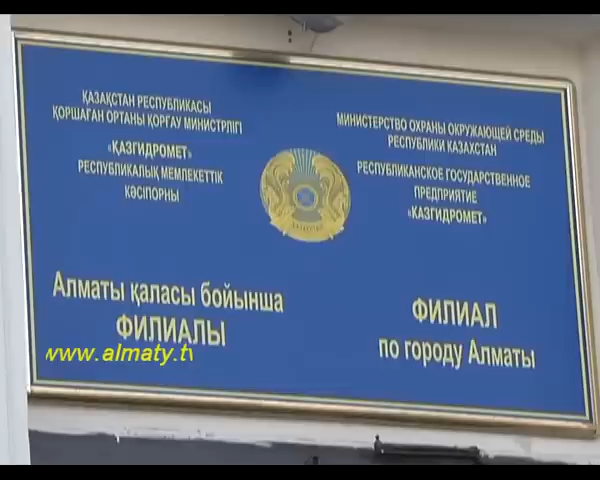 ҚАЗАҚСТАН РЕСПУБЛИКАСЫ
ҚОРШАҒАН ОРТАНЫ ҚОРҒАУ МИНИСТРЛІГІ
«ҚАЗГИДРОМЕТ»
РЕСПУБЛИКАЛЫҚ МЕМЛЕКЕТТІК
КӘСІПОРНЫ
Алматы қаласы бойынша
ФИЛИАЛЫ
МИНИСТЕРСТВО ОХРАНЫ ОКРУЖАЮЩЕЙ СРЕДЫ
РЕСПУБЛИКИ КАЗАХСТАН
РЕСПУБЛИКАНСКОЕ ГОСУДАРСТВЕННОЕ
ПРЕДПРИЯТИЕ
«КАЗГИДРОМЕТ»
ФИЛИАЛ
по городу Алматы
www.almaty.tv